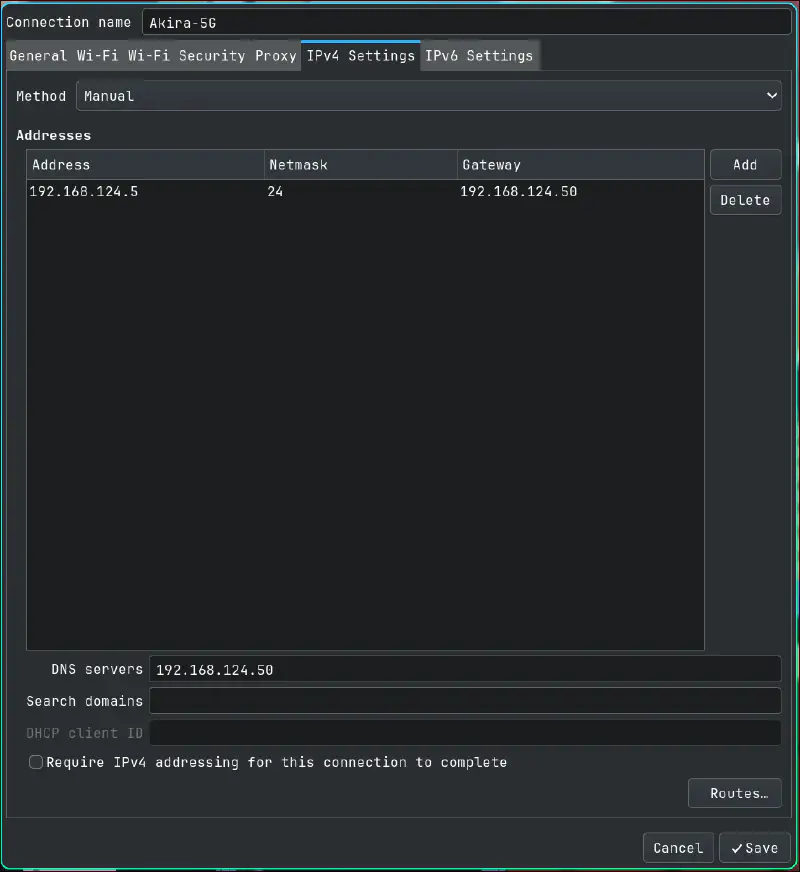 Connection name Akira-5G
General Wi-Fi Wi-Fi Security Proxy IPv4 Settings IPv6 Settings
Method Manual
Addresses
Address Netmask Gateway Add
192.168.124.5 24 192.168.124.50 Delete
DNS servers 192.168.124.50
Search domains
DHCP client ID
Require IPv4 addressing for this connection to complete
Routes…
Cancel Save